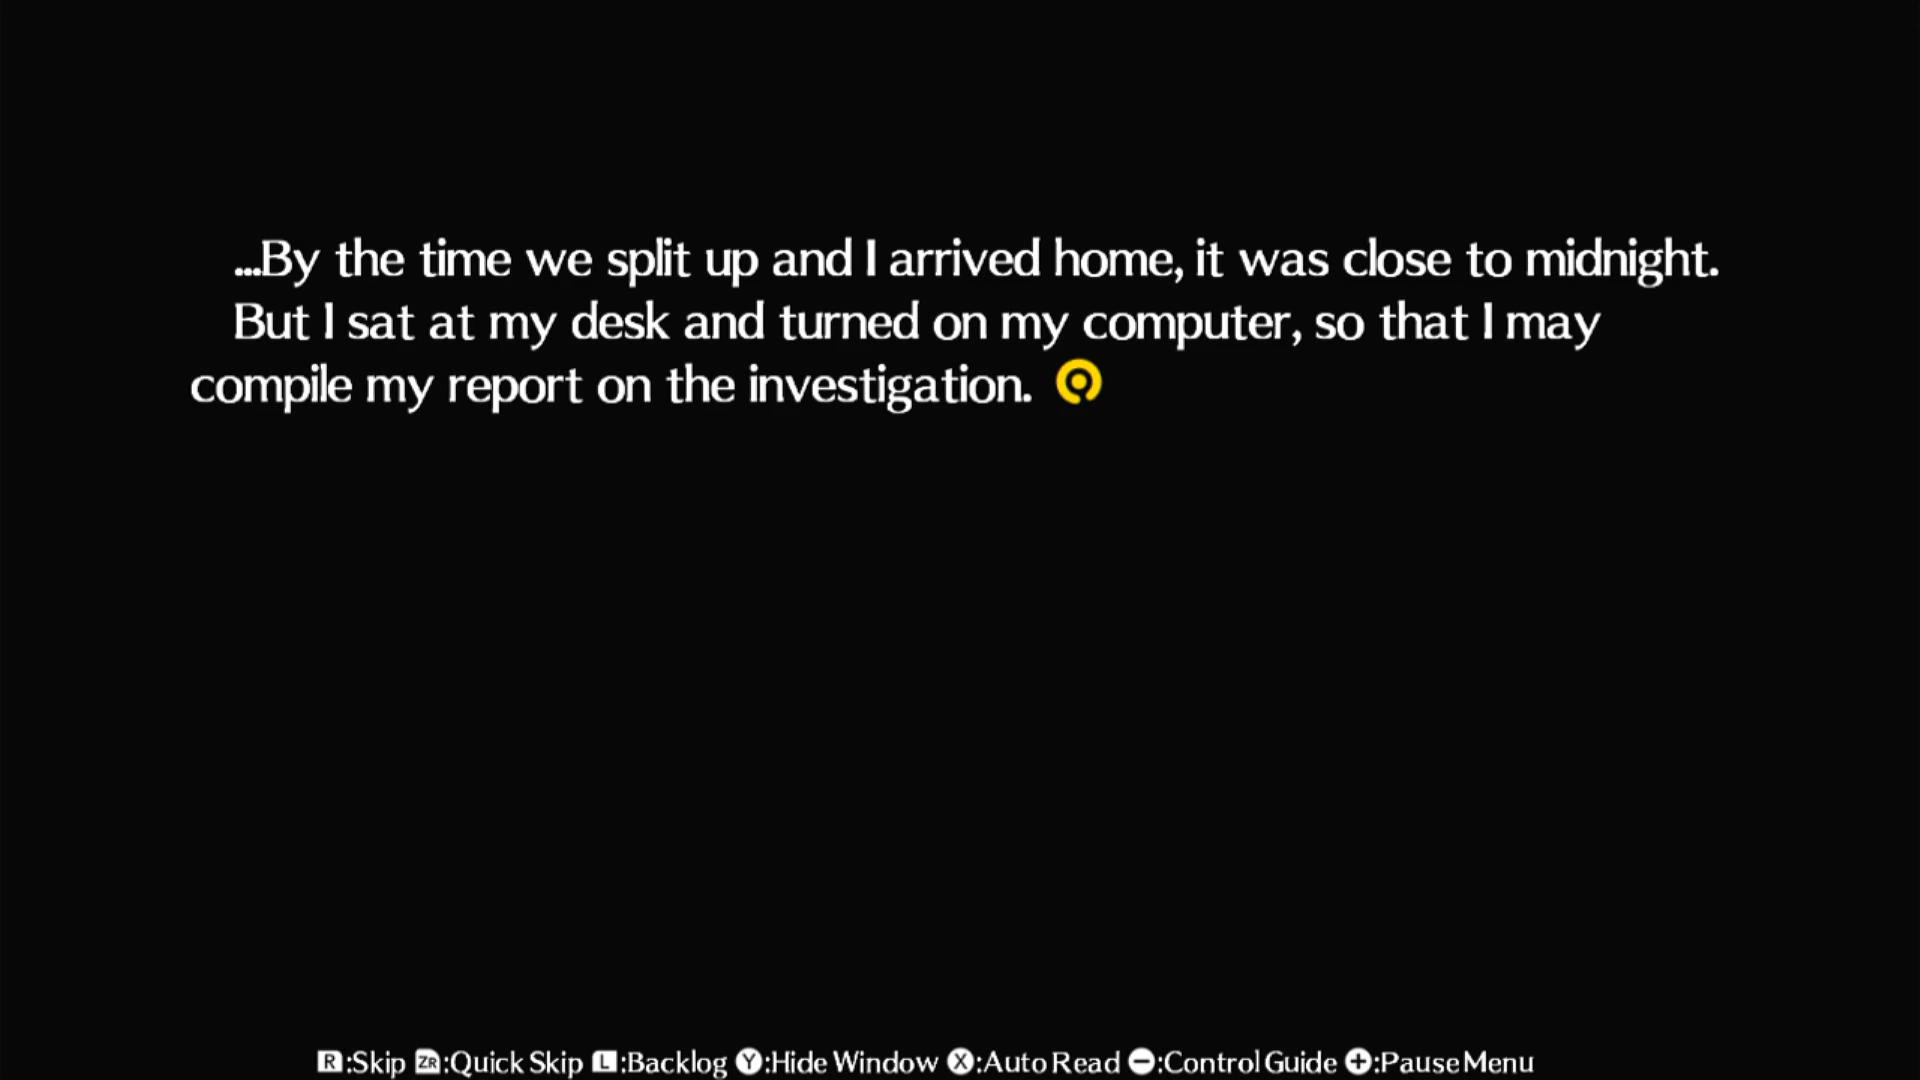 ...By the time we split up and I arrived home, it was close to midnight.
But I sat at my desk and turned on my computer, so that I may
compile my report on the investigation.
R:Skip ZR:Quick Skip L:Backlog Y:Hide Window X:Auto Read -:Control Guide +:Pause Menu